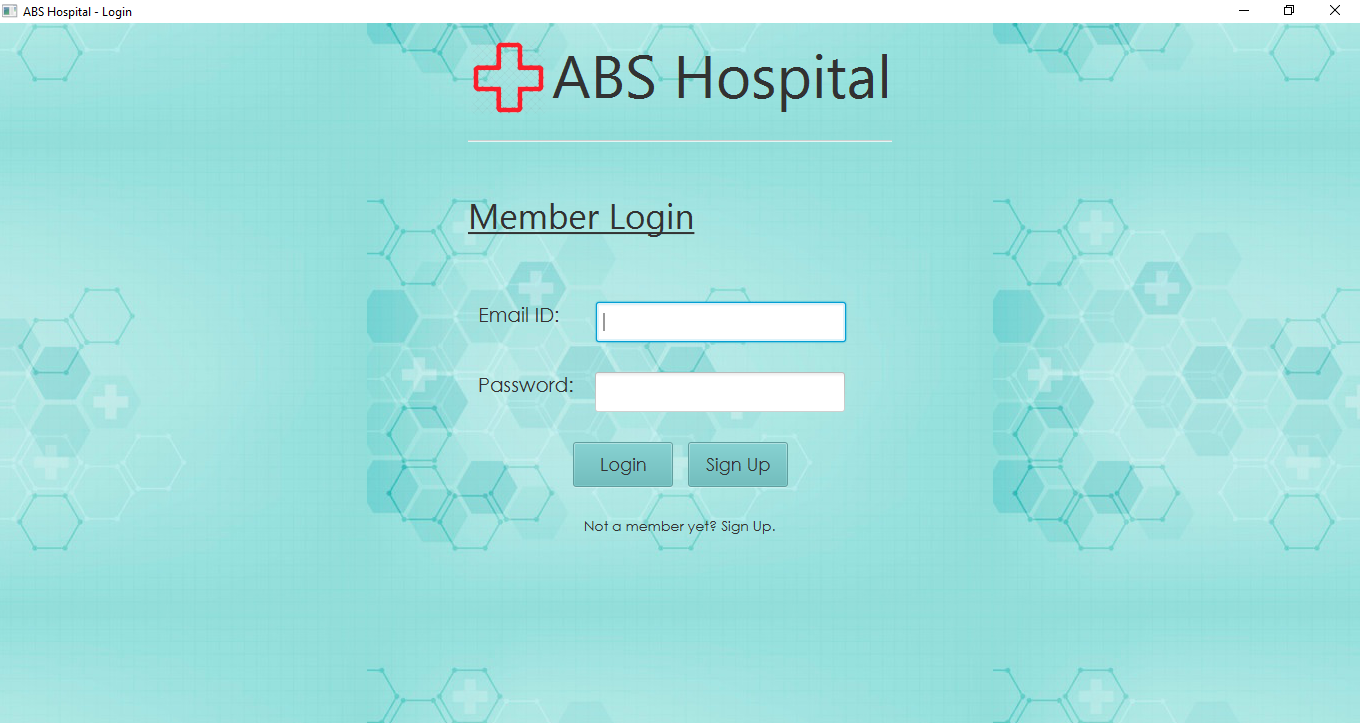 ABS Hospital - Login
ABS Hospital
Member Login
Email ID:
Password:
Login Sign Up
Not a member yet? Sign Up.